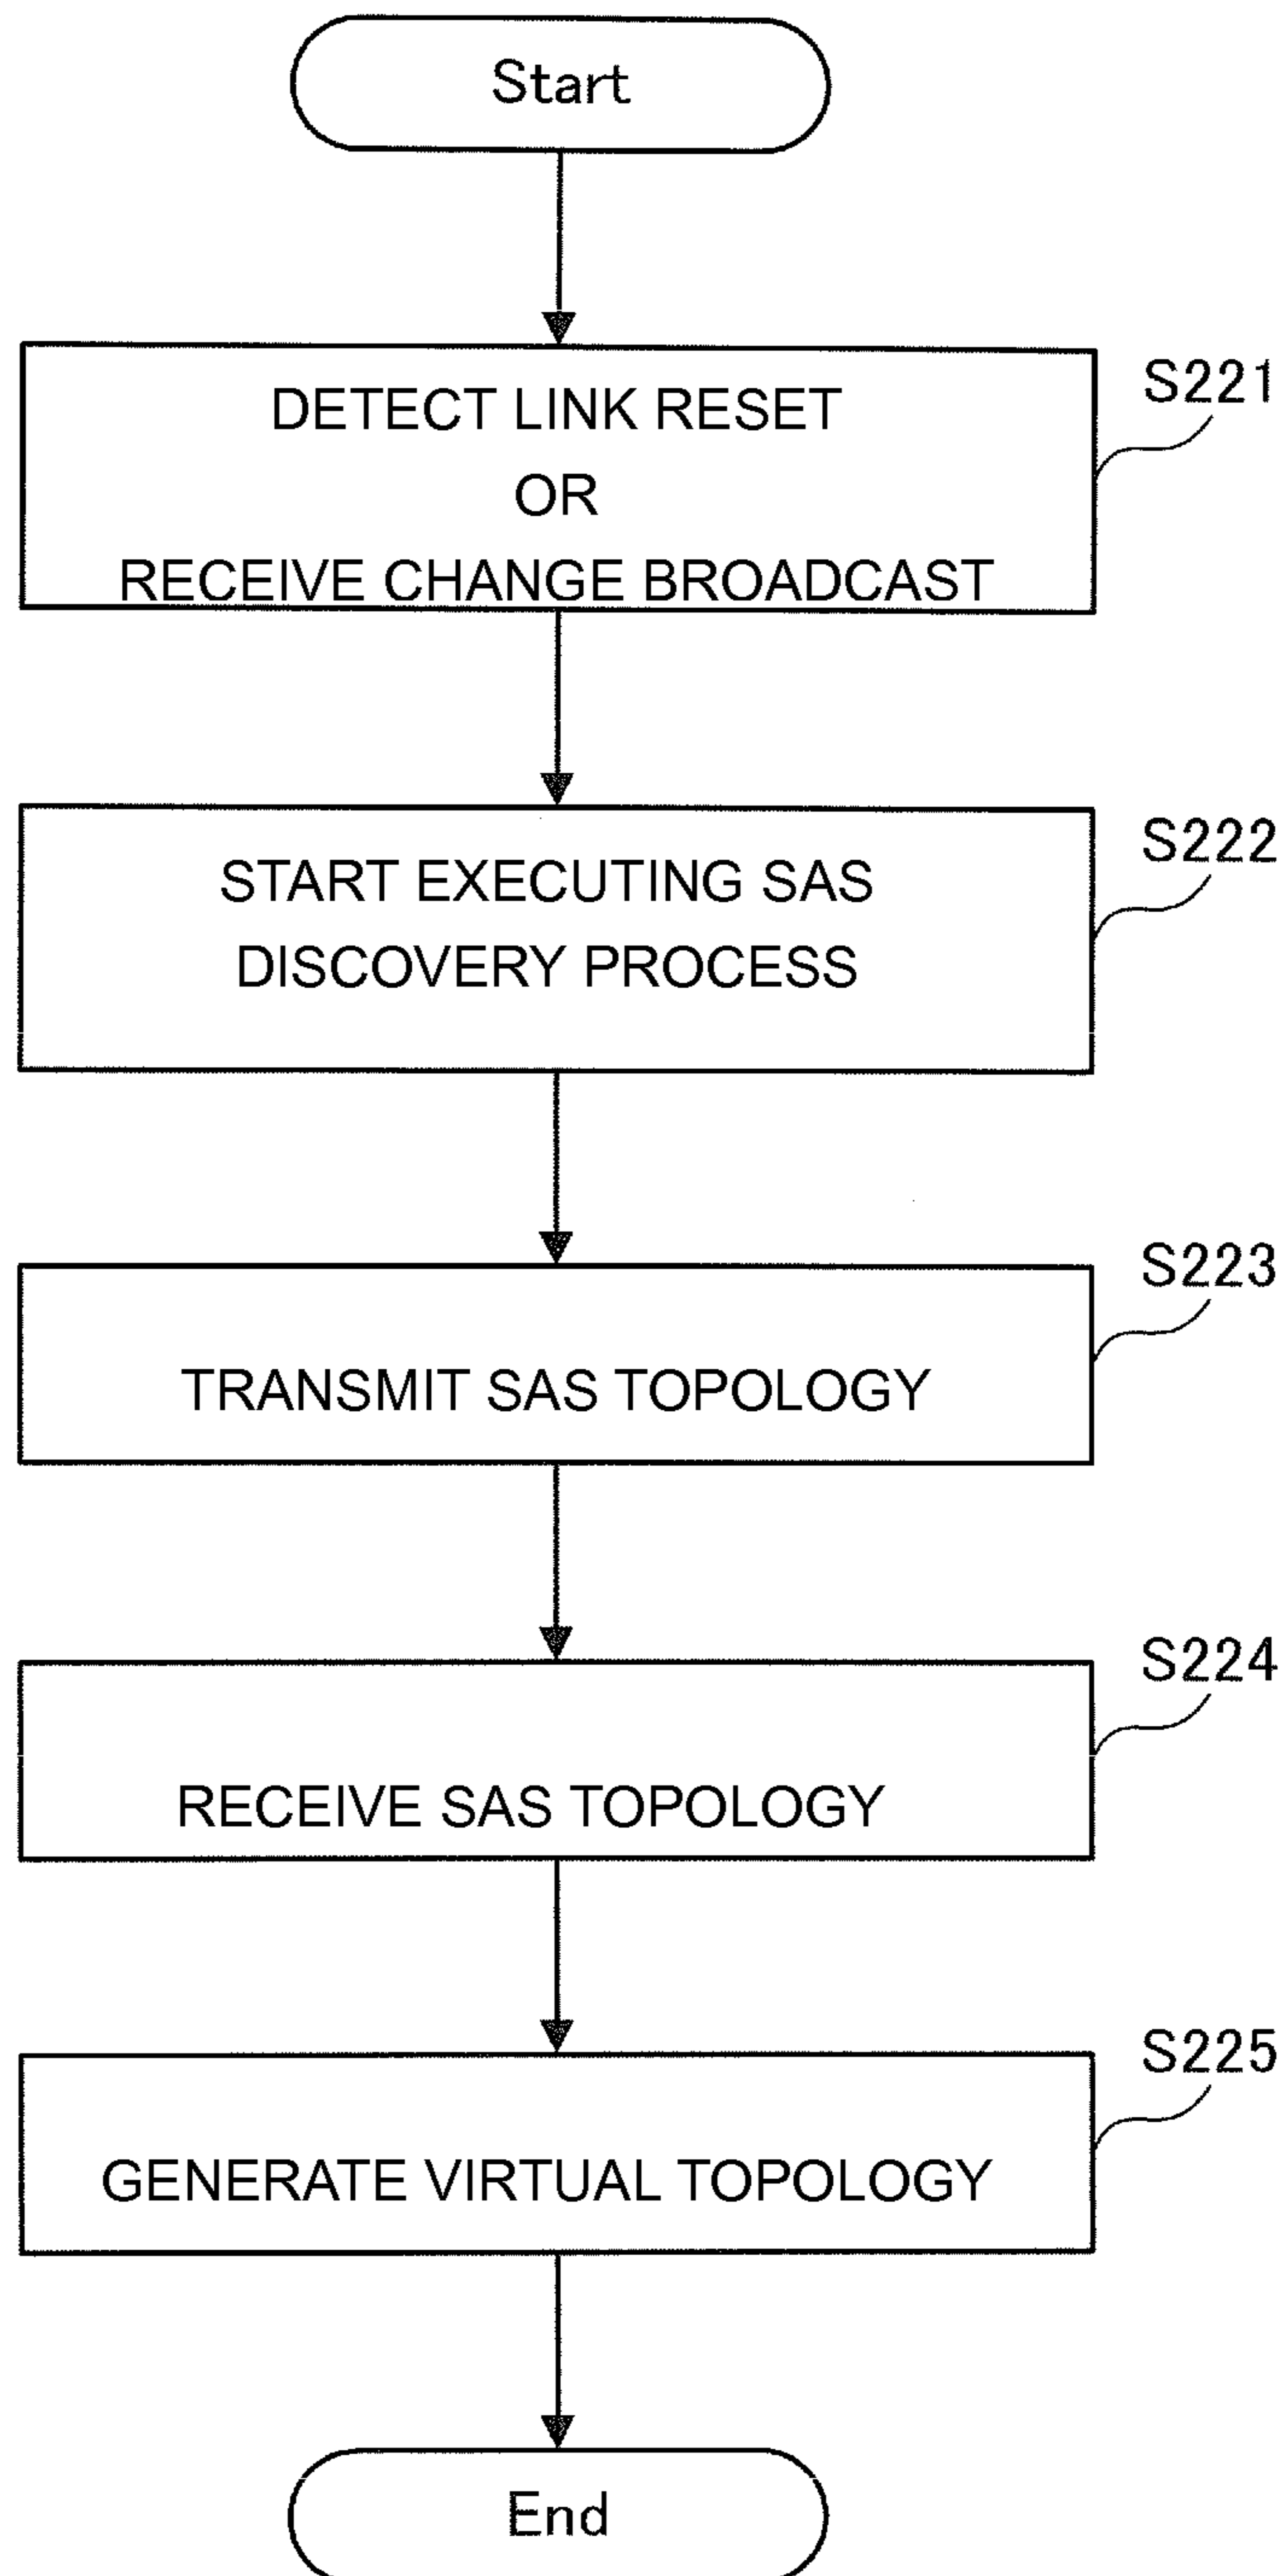 Start
DETECT LINK RESET
OR
RECEIVE CHANGE BROADCAST
S221
START EXECUTING SAS
DISCOVERY PROCESS
S222
TRANSMIT SAS TOPOLOGY
S223
RECEIVE SAS TOPOLOGY
S224
GENERATE VIRTUAL TOPOLOGY
S225
End